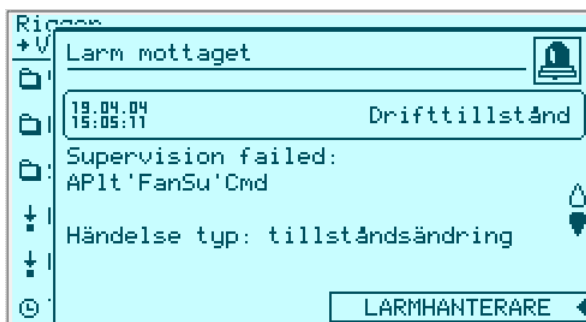 Riggen
Larm mottaget
19.04.04
15:05:11
Drifttillstånd
Supervision failed:
APlt'FanSu'Cmd
Händelse typ: tillståndsändring
LARMHANTERARE